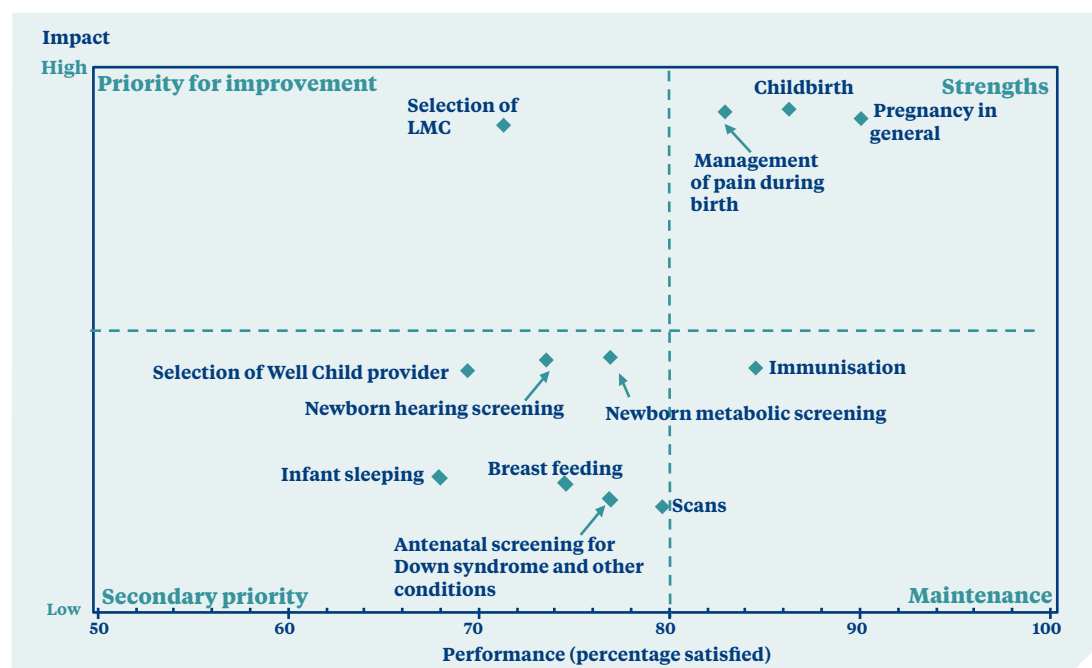 Impact
High
Priority for improvement
Strengths
Selection of
LMC
Childbirth
Pregnancy in
general
Management
of pain during
birth
Selection of Well Child provider
Immunisation
Newborn hearing screening
Newborn metabolic screening
Infant sleeping
Breast feeding
Scans
Antenatal screening for
Down syndrome and other
conditions
Secondary priority
Maintenance
Low
50 60 70 80 90 100
Performance (percentage satisfied)